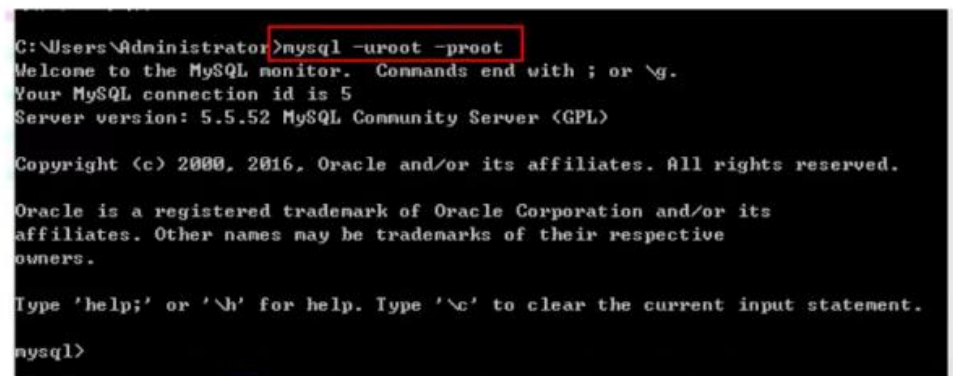 C:\Users\Administrator>mysql -uroot -proot
Welcome to the MySQL monitor.  Commands end with ; or \g.
Your MySQL connection id is 5
Server version: 5.5.52 MySQL Community Server (GPL)
Copyright (c) 2000, 2016, Oracle and/or its affiliates. All rights reserved.
Oracle is a registered trademark of Oracle Corporation and/or its
affiliates. Other names may be trademarks of their respective
owners.
Type 'help;' or '\h' for help. Type '\c' to clear the current input statement.
mysql>